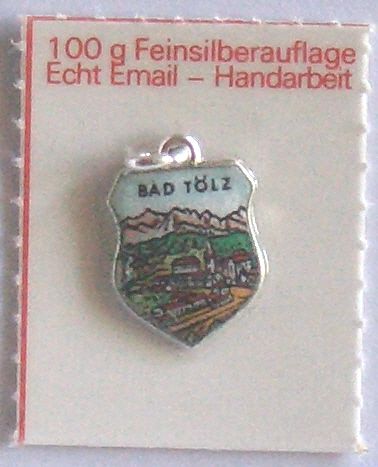 100 g Feinsilberauflage
Echt Email – Handarbeit
BAD TÖLZ